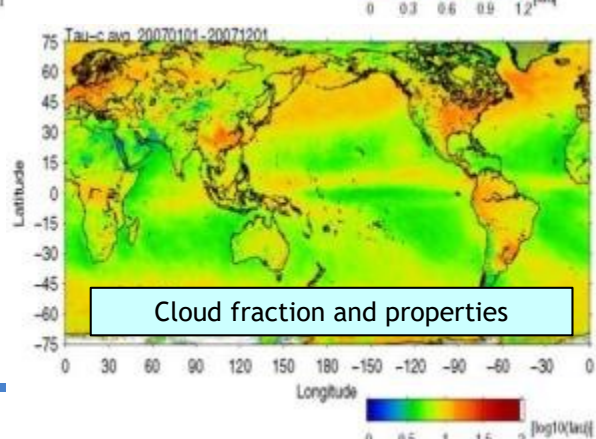 0 0.3 0.6 0.9 1.2
Tau-c avg. 20070101-20071201
75
60
45
30
15
0
-15
-30
-45
-60
-75
Latitude
Cloud fraction and properties
0 30 60 90 120 150 180 -150 -120 -90 -60 -30 0
Longitude
[log10(tau)]
0 0.5 1 1.5 2